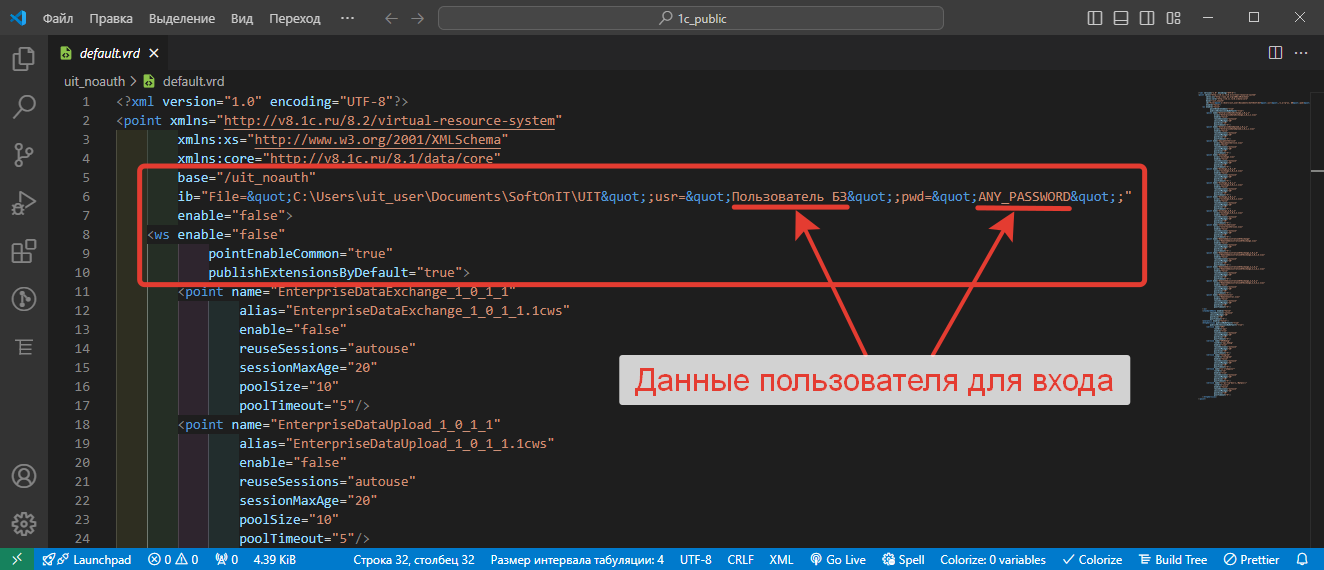 Файл Правка Выделение Вид Переход ··· 1c_public
default.vrd
uit_noauth > default.vrd
1 <?xml version="1.0" encoding="UTF-8"?>
2 <point xmlns="http://v8.1c.ru/8.2/virtual-resource-system"
3 xmlns:xs="http://www.w3.org/2001/XMLSchema"
4 xmlns:core="http://v8.1c.ru/8.1/data/core"
5 base="/uit_noauth"
6 ib="File=&quot;C:\Users\uit_user\Documents\SoftOnIT\UIT&quot;;usr=&quot;Пользователь БЗ&quot;;pwd=&quot;ANY_PASSWORD&quot;;"
7 enable="false">
8 <ws enable="false"
9 pointEnableCommon="true"
10 publishExtensionsByDefault="true">
11 <point name="EnterpriseDataExchange_1_0_1_1"
12 alias="EnterpriseDataExchange_1_0_1_1.1cws"
13 enable="false"
14 reuseSessions="autouse"
15 sessionMaxAge="20"
16 poolSize="10"
17 poolTimeout="5"/>
18 <point name="EnterpriseDataUpload_1_0_1_1"
19 alias="EnterpriseDataUpload_1_0_1_1.1cws"
20 enable="false"
21 reuseSessions="autouse"
22 sessionMaxAge="20"
23 poolSize="10"
24 poolTimeout="5"/>
Данные пользователя для входа
Launchpad 0 0 0 4.39 KiB Строка 32, столбец 32 Размер интервала табуляции: 4 UTF-8 CRLF XML Go Live Spell Colorize: 0 variables Colorize Build Tree Prettier